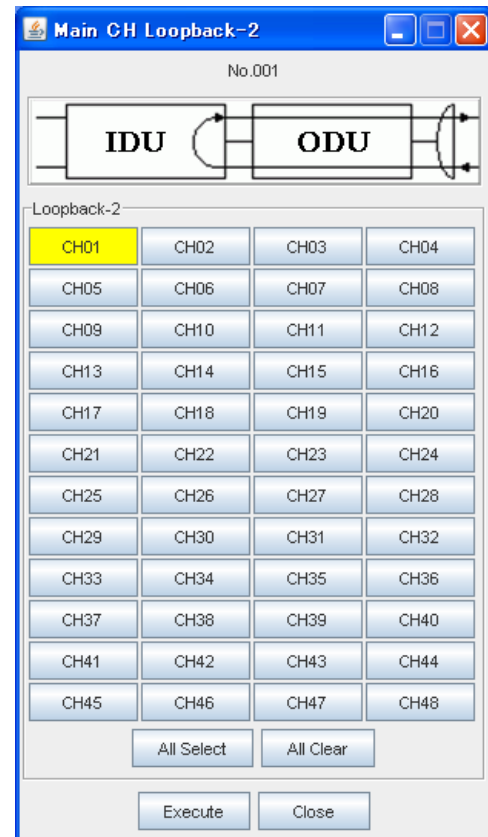 Main CH Loopback-2
No.001
IDU ODU
Loopback-2
CH01 CH02 CH03 CH04
CH05 CH06 CH07 CH08
CH09 CH10 CH11 CH12
CH13 CH14 CH15 CH16
CH17 CH18 CH19 CH20
CH21 CH22 CH23 CH24
CH25 CH26 CH27 CH28
CH29 CH30 CH31 CH32
CH33 CH34 CH35 CH36
CH37 CH38 CH39 CH40
CH41 CH42 CH43 CH44
CH45 CH46 CH47 CH48
All Select All Clear
Execute Close